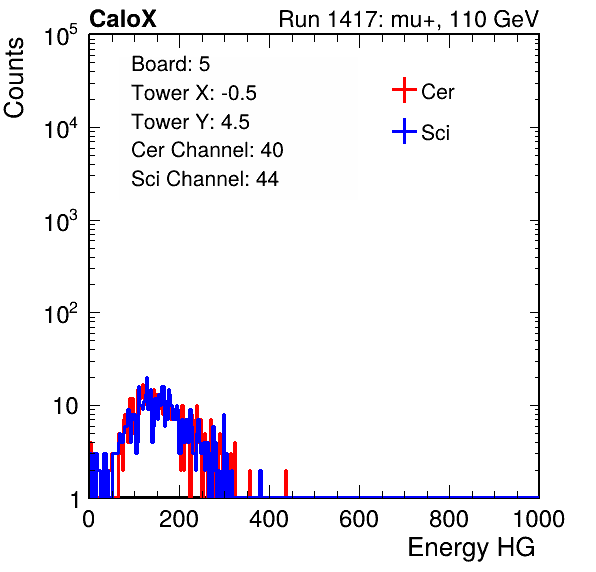 CaloX Run 1417: mu+, 110 GeV
Counts
Board: 5
Tower X: -0.5
Tower Y: 4.5
Cer Channel: 40
Sci Channel: 44
Cer
Sci
10^5
10^4
10^3
10^2
10
1
0 200 400 600 800 1000
Energy HG